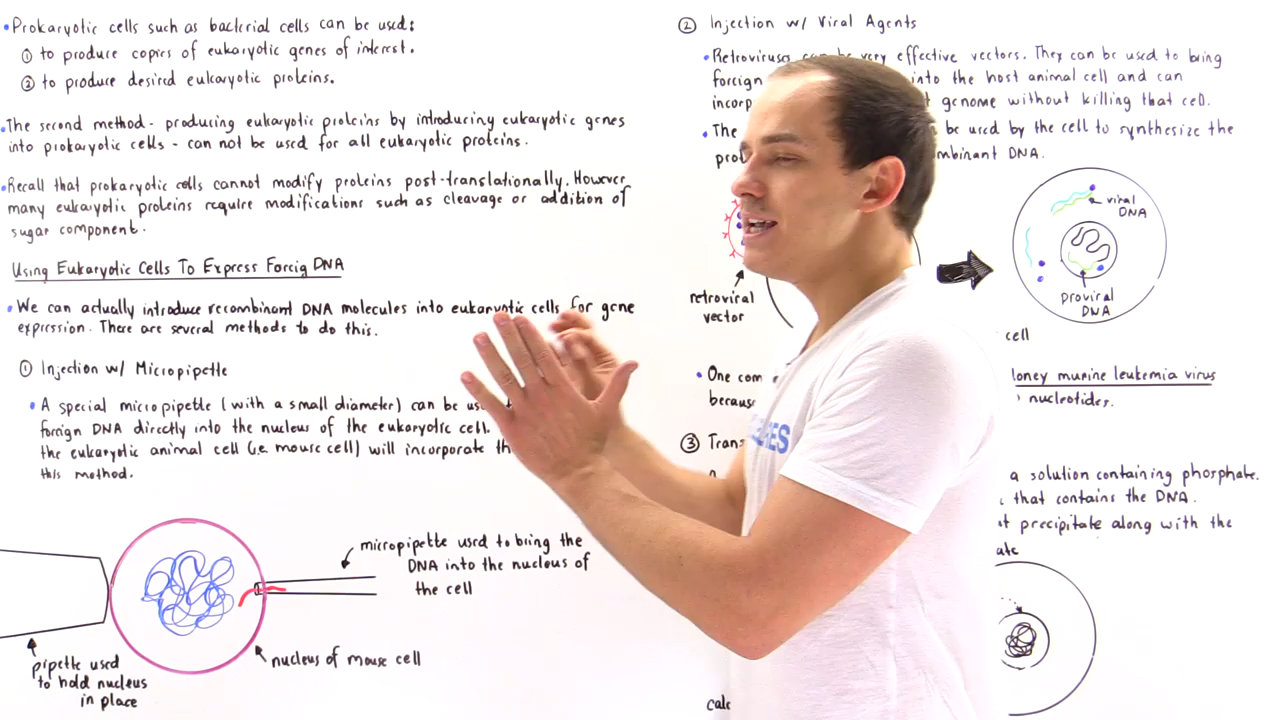 •Prokaryotic cells such as bacterial cells can be used:
① to produce copies of eukaryotic genes of interest.
② to produce desired eukaryotic proteins.
•The second method - producing eukaryotic proteins by introducing eukaryotic genes
into prokaryotic cells - can not be used for all eukaryotic proteins.
•Recall that prokaryotic cells cannot modify proteins post-translationally. However,
many eukaryotic proteins require modifications such as cleavage or addition of
sugar component.
Using Eukaryotic Cells To Express Forcig DNA
•We can actually introduce recombinant DNA molecules into eukaryotic cells for gene
expression. There are several methods to do this.
① Injection w/ Micropipette
•A special micropipette (with a small diameter) can be
foreign DNA directly into the nucleus of the eukaryotic cell.
the eukaryotic animal cell (i.e. mouse cell) will incorporate
this method.
micropipette used to bring the
DNA into the nucleus of
the cell
nucleus of mouse cell
pipette used
to hold nucleus
in place
② Injection w/ Viral Agents
•Retroviruses very effective vectors. They can be used to bring
foreign into the host animal cell and can
genome without killing that cell.
•The be used by the cell to synthesize the
DNA.
retroviral
vector
viral
DNA
proviral
DNA
cell
•One
murine leukemia virus
because nucleotides.
③
a solution containing phosphate.
that contains the DNA.
precipitate along with the